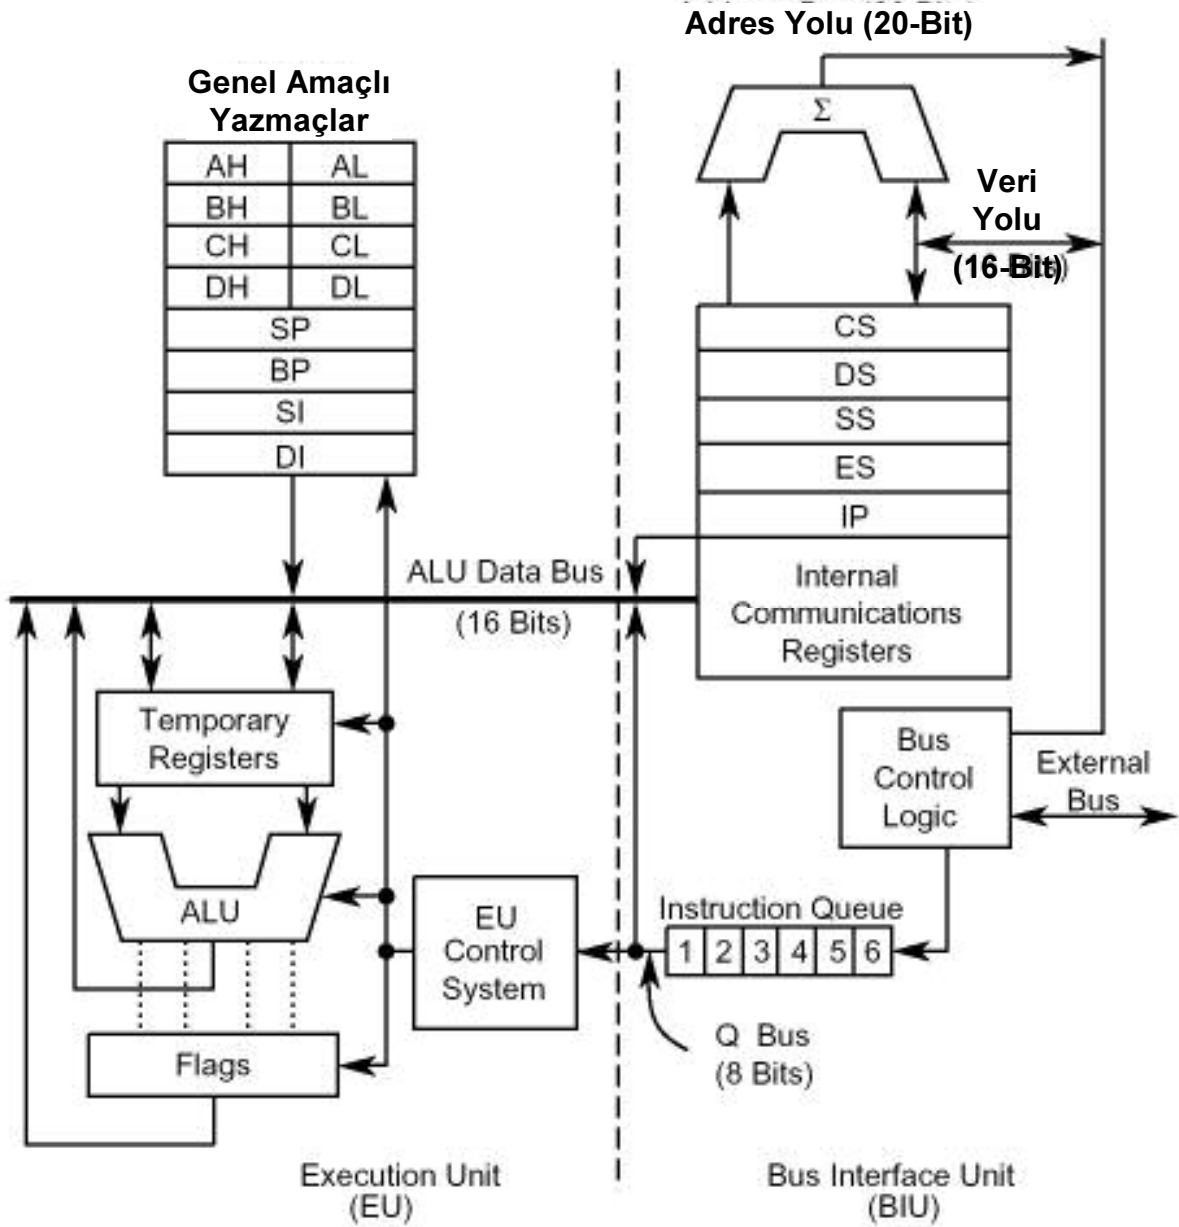 Adres Yolu (20-Bit)
Genel Amaçlı
Yazmaçlar
AH AL
BH BL
CH CL
DH DL
SP
BP
SI
DI
Σ
Veri
Yolu
(16-Bit)
CS
DS
SS
ES
IP
Internal
Communications
Registers
ALU Data Bus
(16 Bits)
Temporary
Registers
ALU
Flags
EU
Control
System
Bus
Control
Logic
External
Bus
Instruction Queue
1 2 3 4 5 6
Q Bus
(8 Bits)
Execution Unit
(EU)
Bus Interface Unit
(BIU)